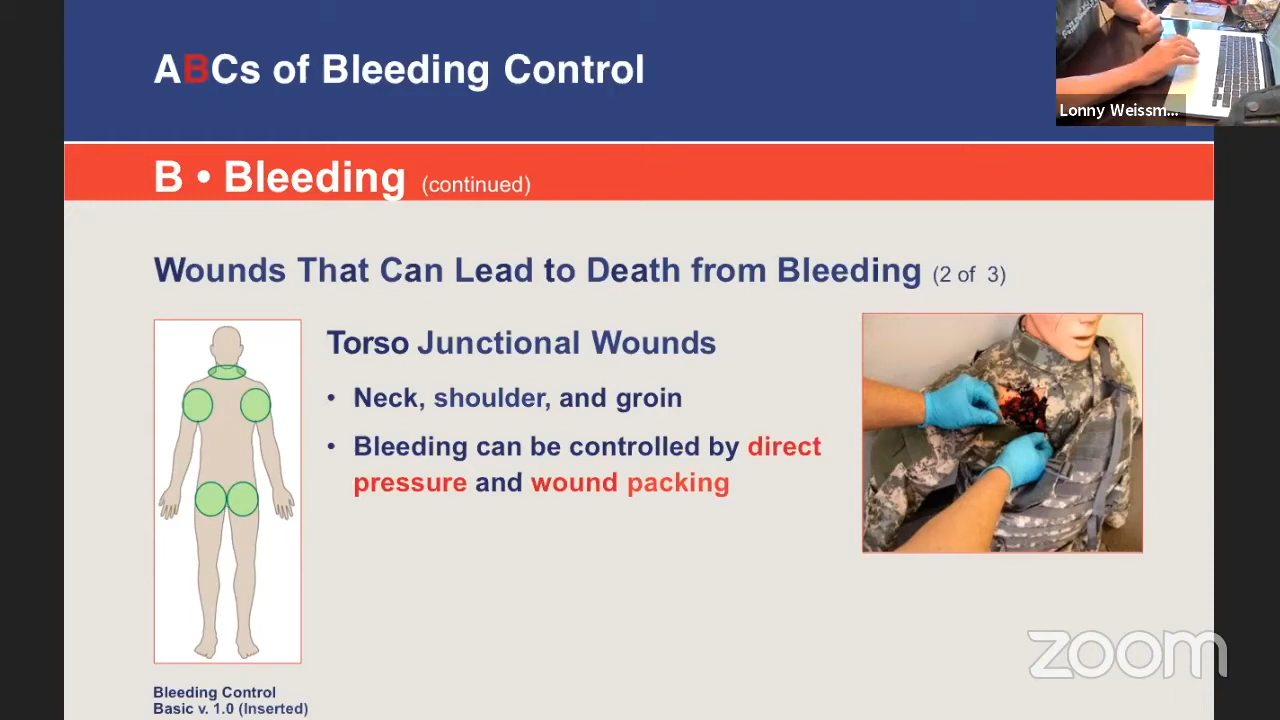 ABCs of Bleeding Control
Lonny Weissm...
B • Bleeding (continued)
Wounds That Can Lead to Death from Bleeding (2 of 3)
Torso Junctional Wounds
• Neck, shoulder, and groin
• Bleeding can be controlled by direct
pressure and wound packing
zoom
Bleeding Control
Basic v. 1.0 (Inserted)